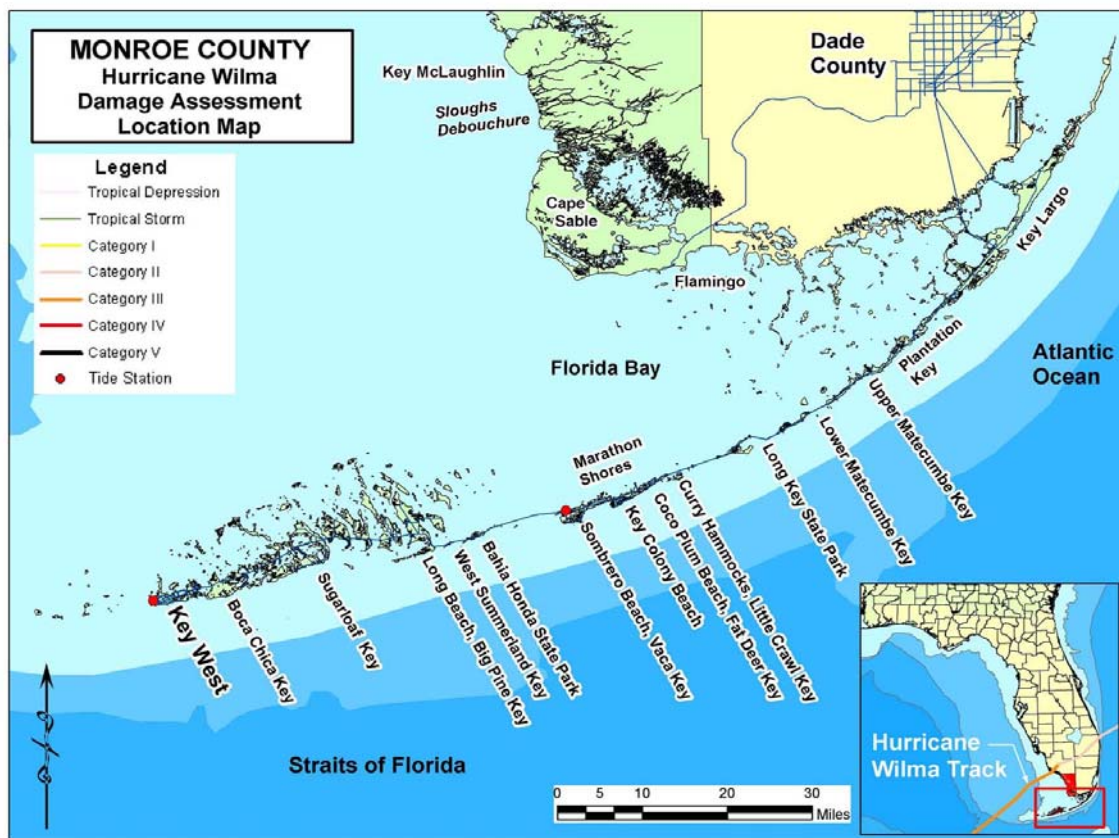 MONROE COUNTY
Hurricane Wilma
Damage Assessment
Location Map
Legend
Tropical Depression
Tropical Storm
Category I
Category II
Category III
Category IV
Category V
Tide Station
Key McLaughlin
Sloughs
Debouchure
Dade
County
Cape
Sable
Flamingo
Key Largo
Florida Bay
Plantation
Key
Atlantic
Ocean
Marathon
Shores
Key West
Boca Chica Key
Sugarloaf Key
Long Beach, Big Pine Key
West Summerland Key
Bahia Honda State Park
Sombrero Beach, Vaca Key
Key Colony Beach
Coco Plum Beach, Fat Deer Key
Curry Hammocks, Little Crawl Key
Long Key State Park
Lower Matecumbe Key
Upper Matecumbe Key
Straits of Florida
0 5 10 20 30
Miles
Hurricane
Wilma Track